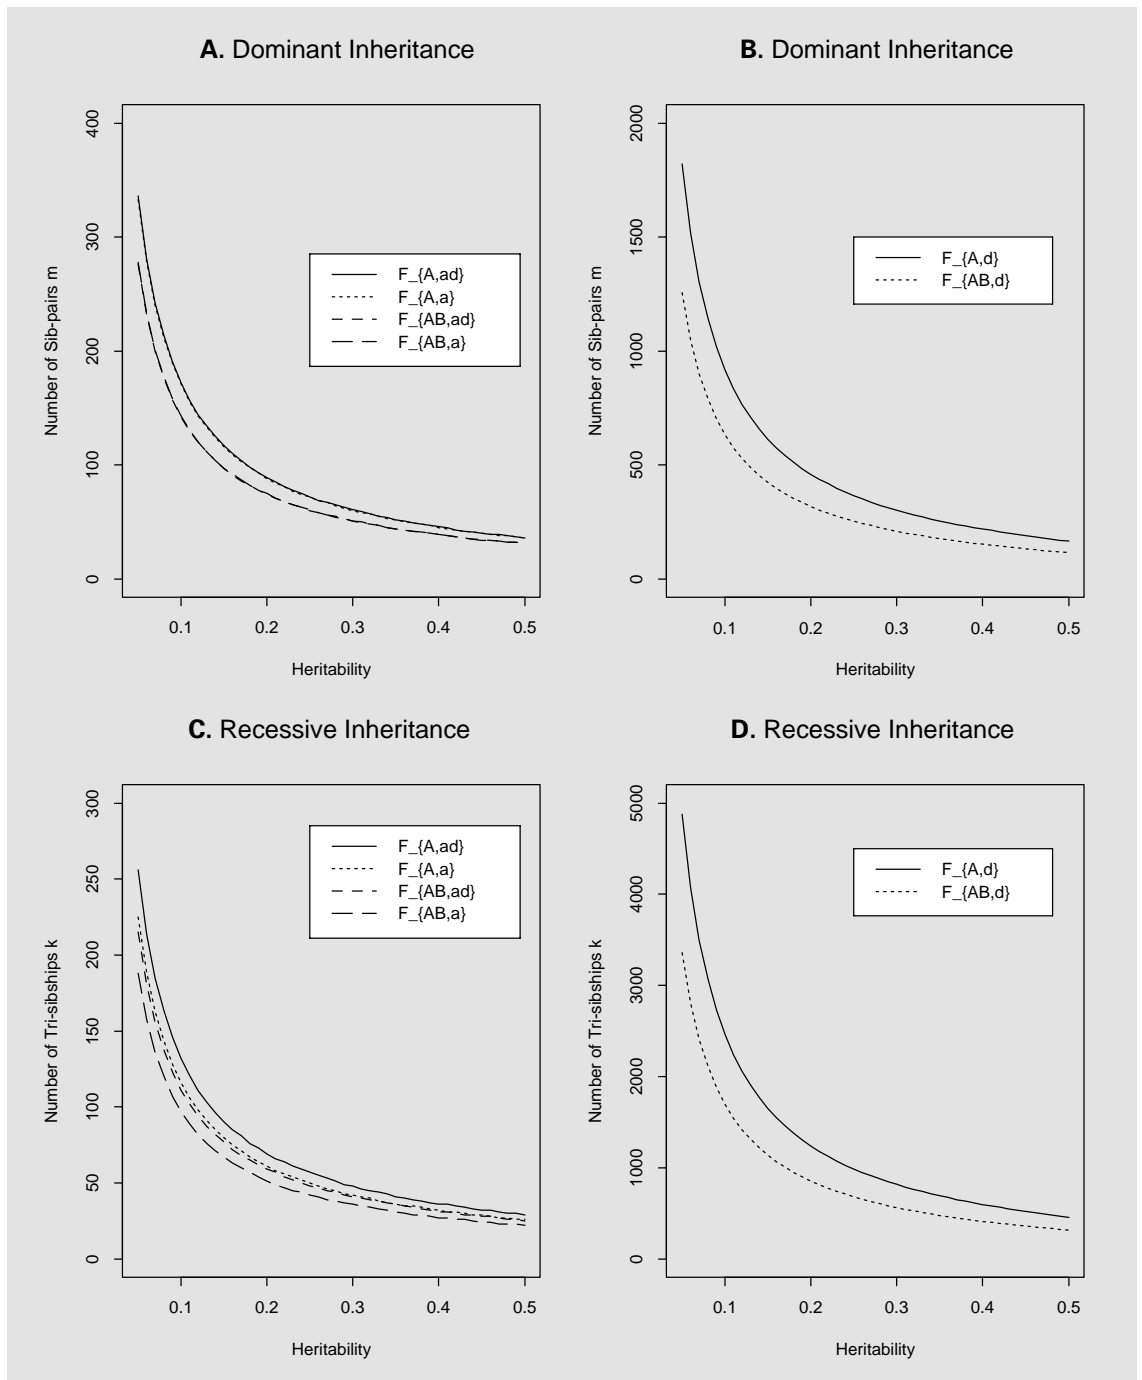 A. Dominant Inheritance
Number of Sib-pairs m
400
300
200
100
0
F_{A,ad}
F_{A,a}
F_{AB,ad}
F_{AB,a}
0.1 0.2 0.3 0.4 0.5
Heritability
B. Dominant Inheritance
Number of Sib-pairs m
2000
1500
1000
500
0
F_{A,d}
F_{AB,d}
0.1 0.2 0.3 0.4 0.5
Heritability
C. Recessive Inheritance
Number of Tri-sibships k
300
250
200
150
100
50
0
F_{A,ad}
F_{A,a}
F_{AB,ad}
F_{AB,a}
0.1 0.2 0.3 0.4 0.5
Heritability
D. Recessive Inheritance
Number of Tri-sibships k
5000
4000
3000
2000
1000
0
F_{A,d}
F_{AB,d}
0.1 0.2 0.3 0.4 0.5
Heritability